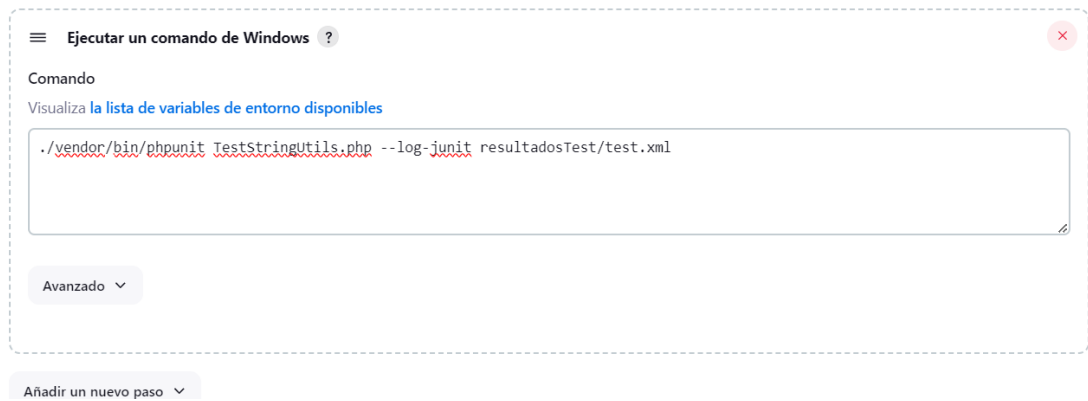 Ejecutar un comando de Windows ?
Comando
Visualiza la lista de variables de entorno disponibles
./vendor/bin/phpunit TestStringUtils.php --log-junit resultadosTest/test.xml
Avanzado
Añadir un nuevo paso